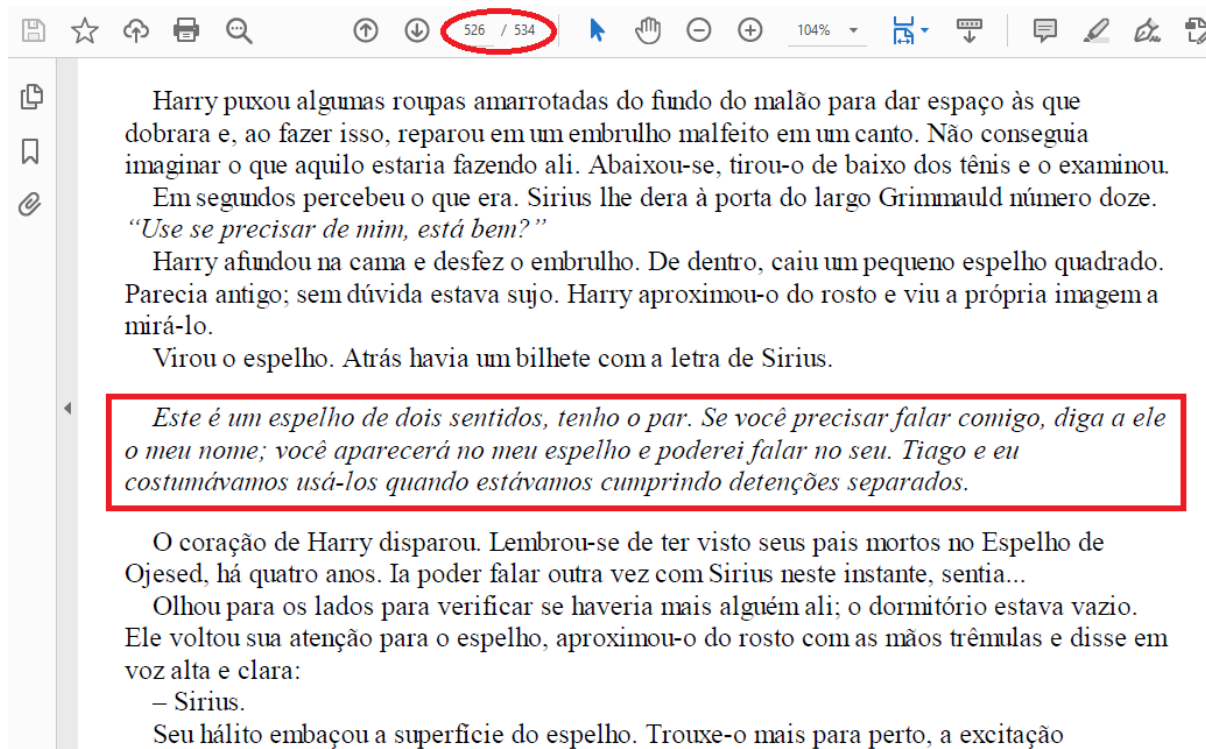 526 / 534
104%
Harry puxou algumas roupas amarrotadas do fundo do malão para dar espaço às que
dobrara e, ao fazer isso, reparou em um embrulho malfeito em um canto. Não conseguia
imaginar o que aquilo estaria fazendo ali. Abaixou-se, tirou-o de baixo dos tênis e o examinou.
Em segundos percebeu o que era. Sirius lhe dera à porta do largo Grimmauld número doze.
“Use se precisar de mim, está bem?”
Harry afundou na cama e desfez o embrulho. De dentro, caiu um pequeno espelho quadrado.
Parecia antigo; sem dúvida estava sujo. Harry aproximou-o do rosto e viu a própria imagem a
mirá-lo.
Virou o espelho. Atrás havia um bilhete com a letra de Sirius.
Este é um espelho de dois sentidos, tenho o par. Se você precisar falar comigo, diga a ele
o meu nome; você aparecerá no meu espelho e poderei falar no seu. Tiago e eu
costumávamos usá-los quando estávamos cumprindo detenções separados.
O coração de Harry disparou. Lembrou-se de ter visto seus pais mortos no Espelho de
Ojesed, há quatro anos. Ia poder falar outra vez com Sirius neste instante, sentia...
Olhou para os lados para verificar se haveria mais alguém ali; o dormitório estava vazio.
Ele voltou sua atenção para o espelho, aproximou-o do rosto com as mãos trêmulas e disse em
voz alta e clara:
– Sirius.
Seu hálito embaçou a superfície do espelho. Trouxe-o mais para perto, a excitação